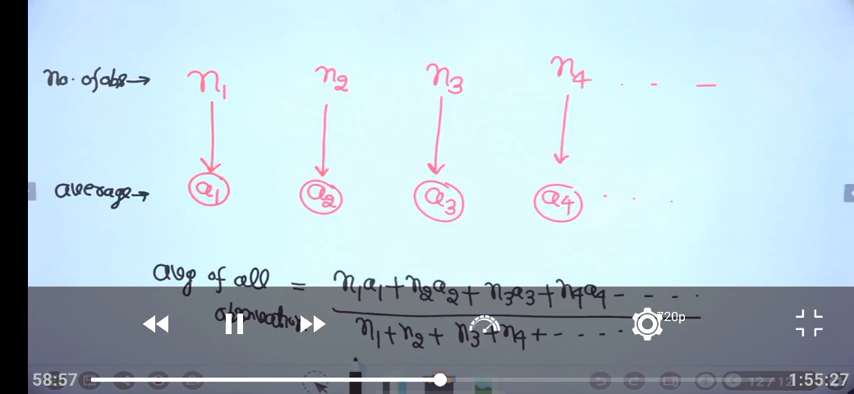 no. of obs→ n₁ n₂ n₃ n₄ . - –
average→ a₁ a₂ a₃ a₄ . . .
avg of all = n₁a₁+n₂a₂+n₃a₃+n₄a₄- - - . .
n₁+n₂+ n₃+n₄+- - - . .
720p
58:57 1:55:27